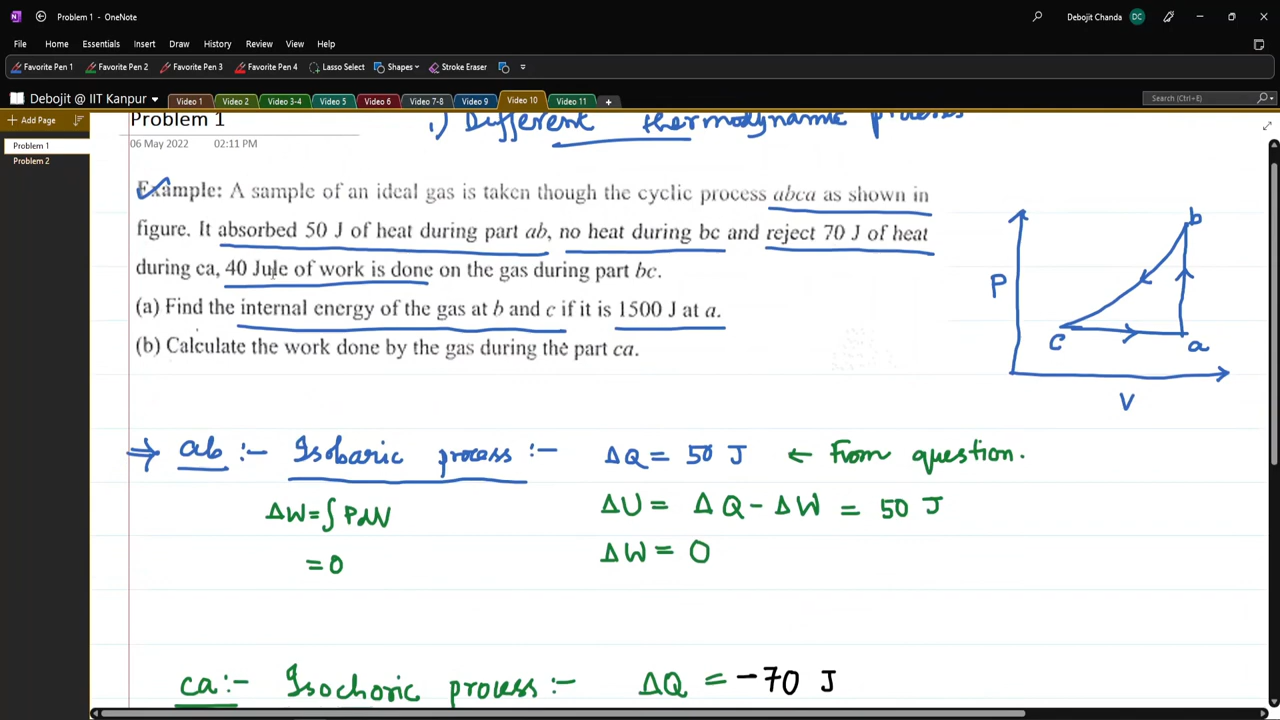 Problem 1 - OneNote
Debojit Chanda DC
File Home Essentials Insert Draw History Review View Help
Favorite Pen 1 Favorite Pen 2 Favorite Pen 3 Favorite Pen 4 Lasso Select Shapes Stroke Eraser
Debojit @ IIT Kanpur Video 1 Video 2 Video 3-4 Video 5 Video 6 Video 7-8 Video 9 Video 10 Video 11 + Search (Ctrl+E)
+ Add Page
Problem 1
Problem 2
i) Different thermodynamic process
Problem 1
06 May 2022 02:11 PM
Example: A sample of an ideal gas is taken though the cyclic process abca as shown in
figure. It absorbed 50 J of heat during part ab, no heat during bc and reject 70 J of heat
during ca, 40 Jule of work is done on the gas during part bc.
(a) Find the internal energy of the gas at b and c if it is 1500 J at a.
(b) Calculate the work done by the gas during the part ca.
b
P
c
a
V
⇒ ab :- Isobaric process :- ΔQ = 50 J ← From question.
ΔW = ∫ PdV ΔU = ΔQ - ΔW = 50 J
= 0 ΔW = 0
ca :- Isochoric process :- ΔQ = -70 J